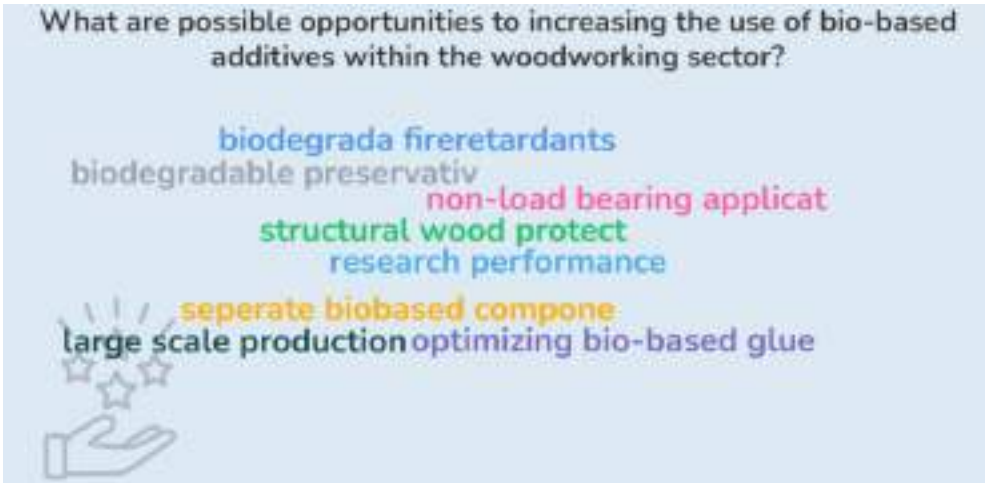 What are possible opportunities to increasing the use of bio-based
additives within the woodworking sector?
biodegrada fireretardants
biodegradable preservativ
non-load bearing applicat
structural wood protect
research performance
seperate biobased compone
large scale production optimizing bio-based glue